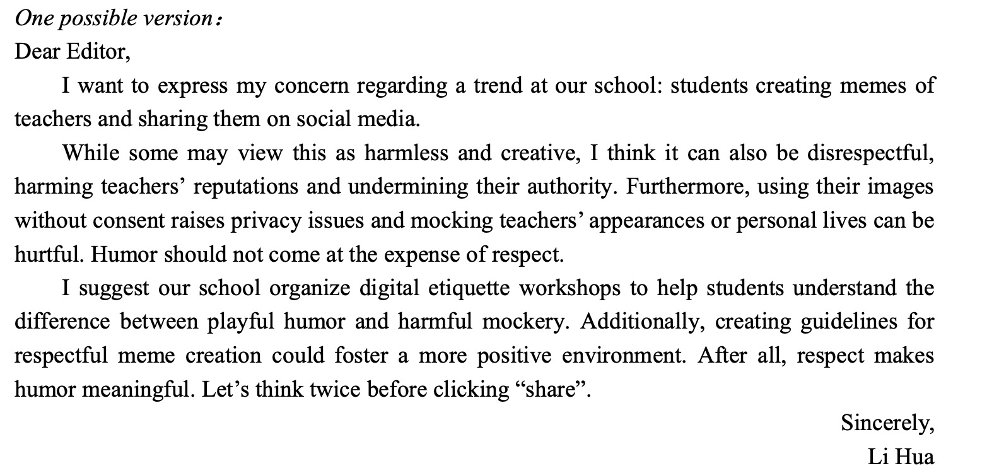 One possible version：
Dear Editor,
I want to express my concern regarding a trend at our school: students creating memes of
teachers and sharing them on social media.
While some may view this as harmless and creative, I think it can also be disrespectful,
harming teachers’ reputations and undermining their authority. Furthermore, using their images
without consent raises privacy issues and mocking teachers’ appearances or personal lives can be
hurtful. Humor should not come at the expense of respect.
I suggest our school organize digital etiquette workshops to help students understand the
difference between playful humor and harmful mockery. Additionally, creating guidelines for
respectful meme creation could foster a more positive environment. After all, respect makes
humor meaningful. Let’s think twice before clicking “share”.
Sincerely,
Li Hua